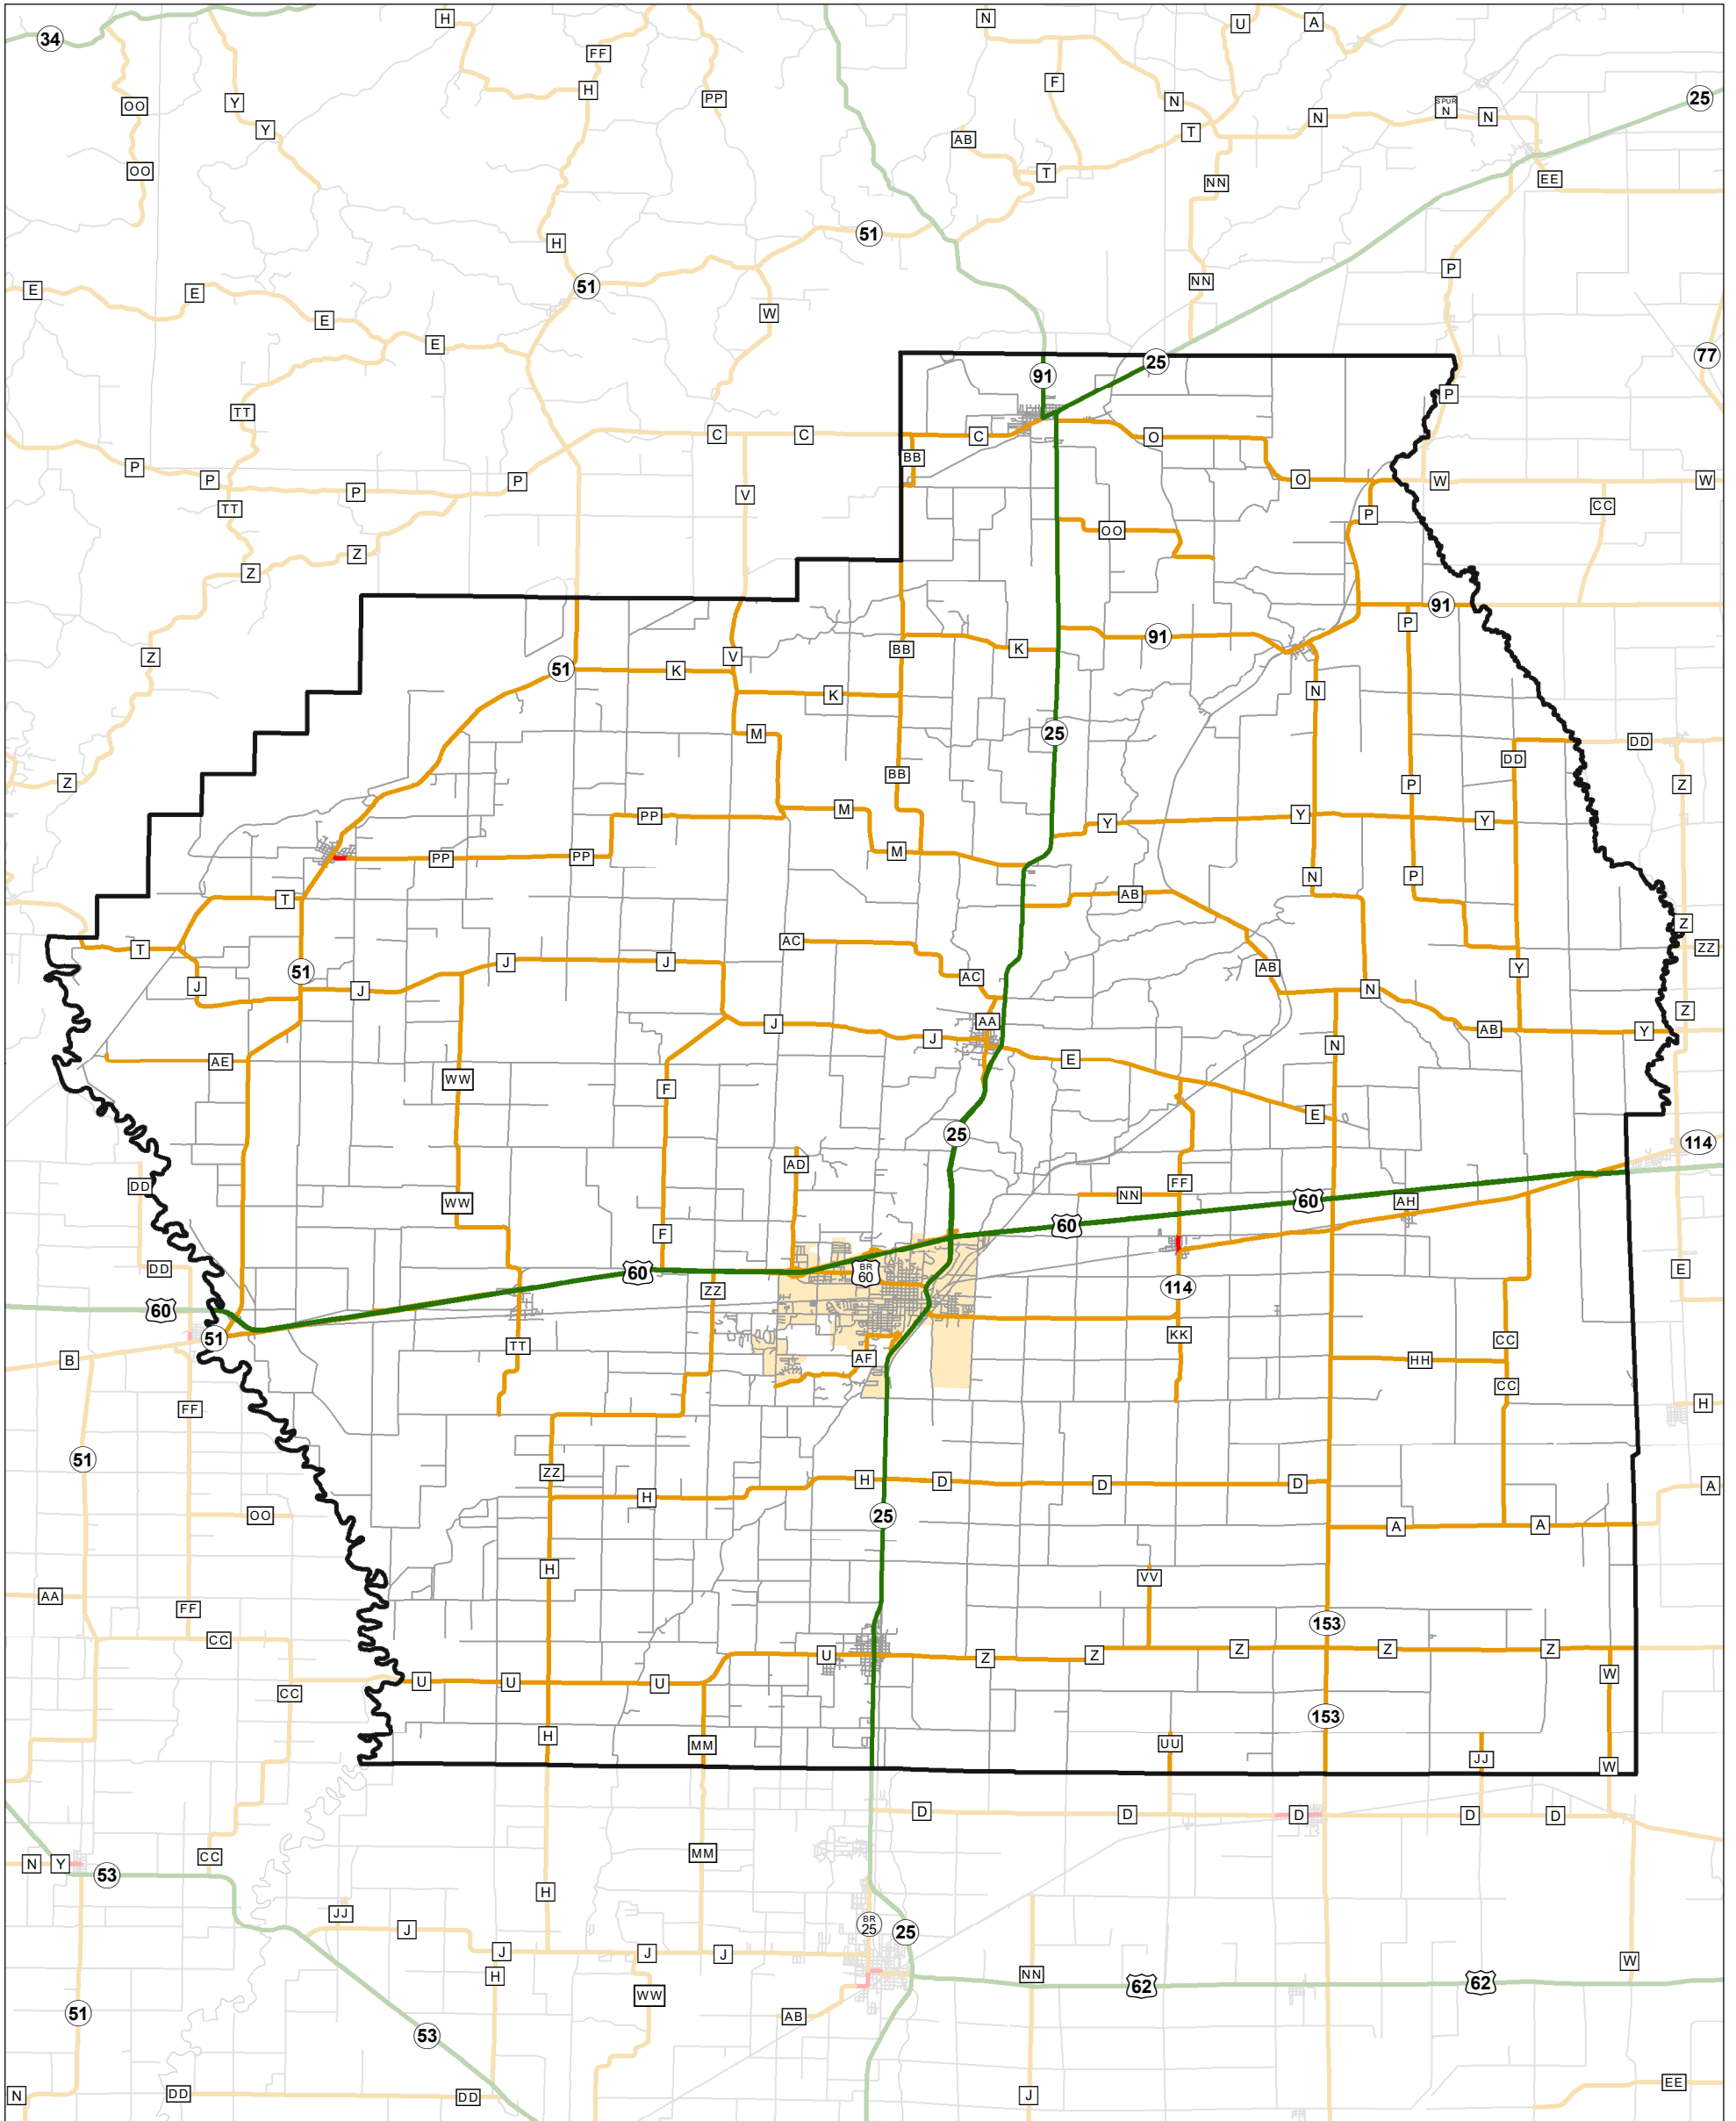 H
N
U
A
34
FF
F
H
PP
OO
Y
N
SPUR
N
N
N
25
Y
T
AB
OO
T
NN
EE
51
H
P
NN
E
E
51
W
E
E
77
91
25
P
TT
C
C
C
O
BB
P
P
P
P
V
O
W
W
TT
CC
P
OO
Z
Z
91
P
BB
K
91
Z
V
51
K
N
K
M
25
DD
DD
Z
BB
P
Z
M
PP
Y
Y
Y
M
PP
PP
N
P
T
AB
Z
T
AC
ZZ
J
J
51
AC
AB
Y
J
J
N
Z
J
AA
J
AB
Y
N
AE
E
WW
F
E
25
114
AD
DD
FF
WW
NN
AH
60
60
F
DD
E
60
BR
60
114
ZZ
60
51
KK
CC
TT
B
AF
HH
CC
FF
H
51
ZZ
H
D
D
D
A
H
OO
25
A
A
H
VV
AA
FF
153
CC
Z
Z
Z
U
Z
Z
W
U
U
U
CC
153
H
MM
UU
JJ
W
D
D
D
D
D
MM
N
Y
CC
53
H
JJ
BR
25
J
25
J
J
J
W
H
NN
62
62
WW
51
AB
53
EE
N
DD
DD
J